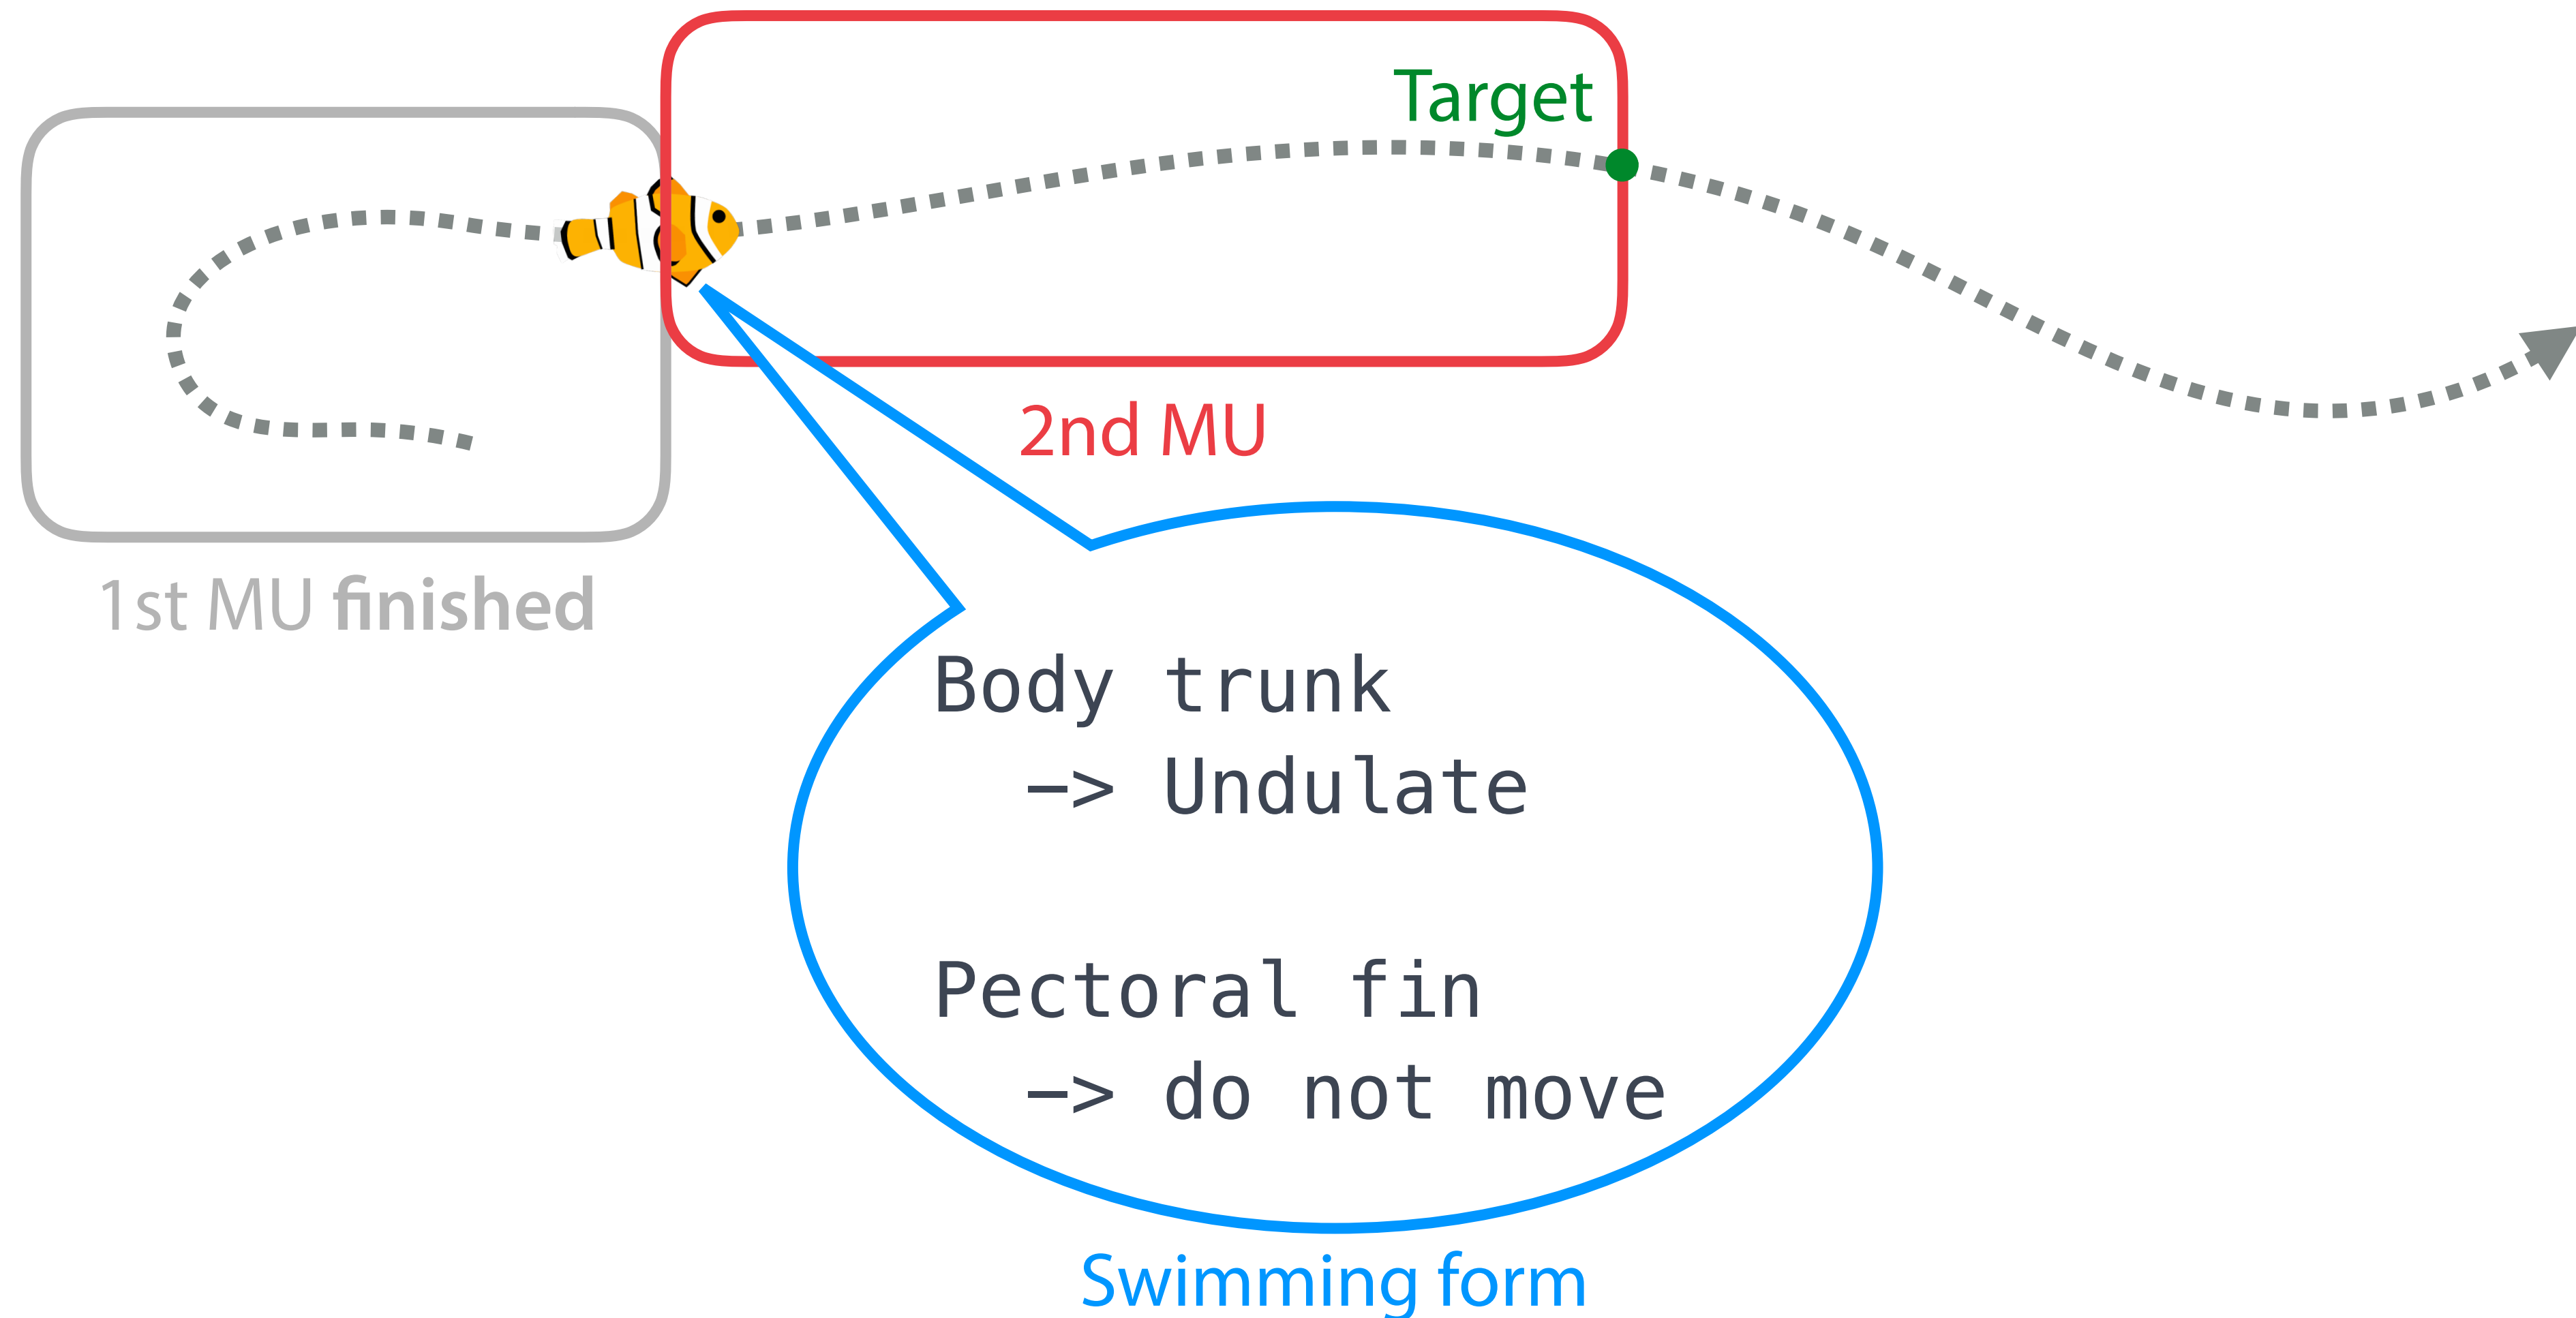 Target
2nd MU
1st MU finished
Body trunk
—> Undulate
Pectoral fin
—> do not move
Swimming form